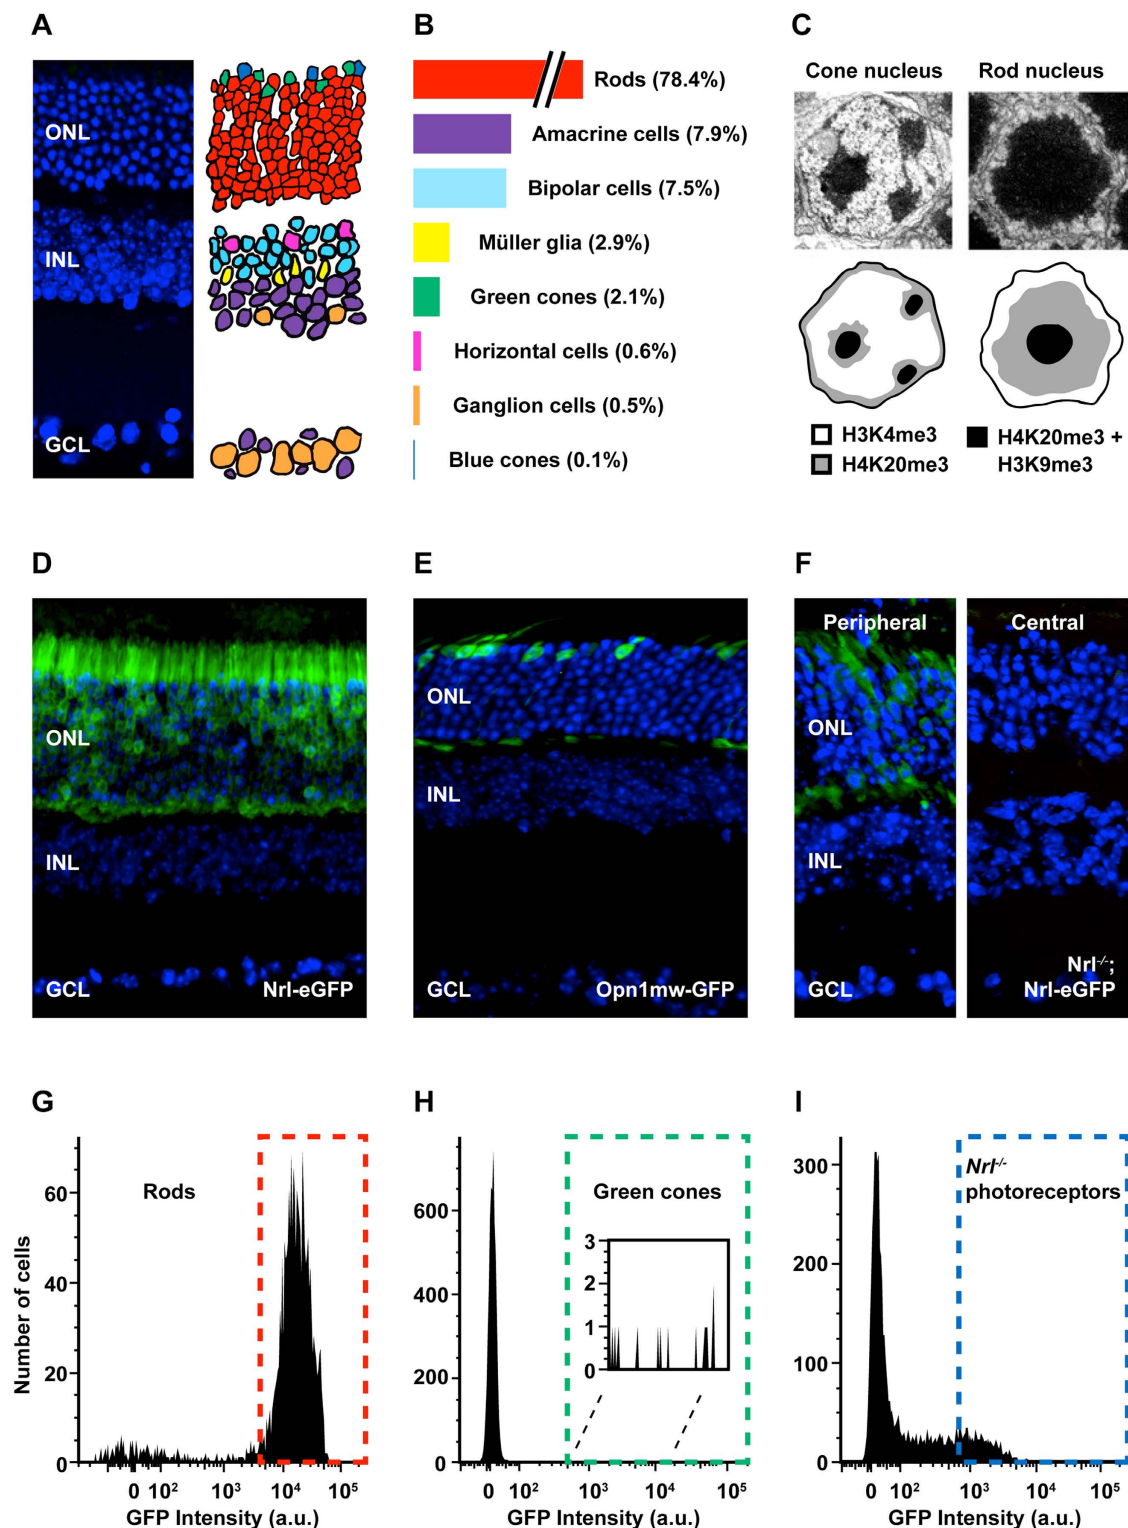 A
ONL
INL
GCL
B
Rods (78.4%)
Amacrine cells (7.9%)
Bipolar cells (7.5%)
Müller glia (2.9%)
Green cones (2.1%)
Horizontal cells (0.6%)
Ganglion cells (0.5%)
Blue cones (0.1%)
C
Cone nucleus
Rod nucleus
H3K4me3
H4K20me3
H4K20me3 +
H3K9me3
D
ONL
INL
GCL
Nrl-eGFP
E
ONL
INL
GCL
Opn1mw-GFP
F
Peripheral
Central
ONL
INL
GCL
Nrl-/-;
Nrl-eGFP
G
Number of cells
60
40
20
0
Rods
0 10² 10³ 10⁴ 10⁵
GFP Intensity (a.u.)
H
600
400
200
0
Green cones
3
2
1
0
0 10³ 10⁴ 10⁵
GFP Intensity (a.u.)
I
300
200
100
0
Nrl-/-
photoreceptors
0 10² 10³ 10⁴ 10⁵
GFP Intensity (a.u.)